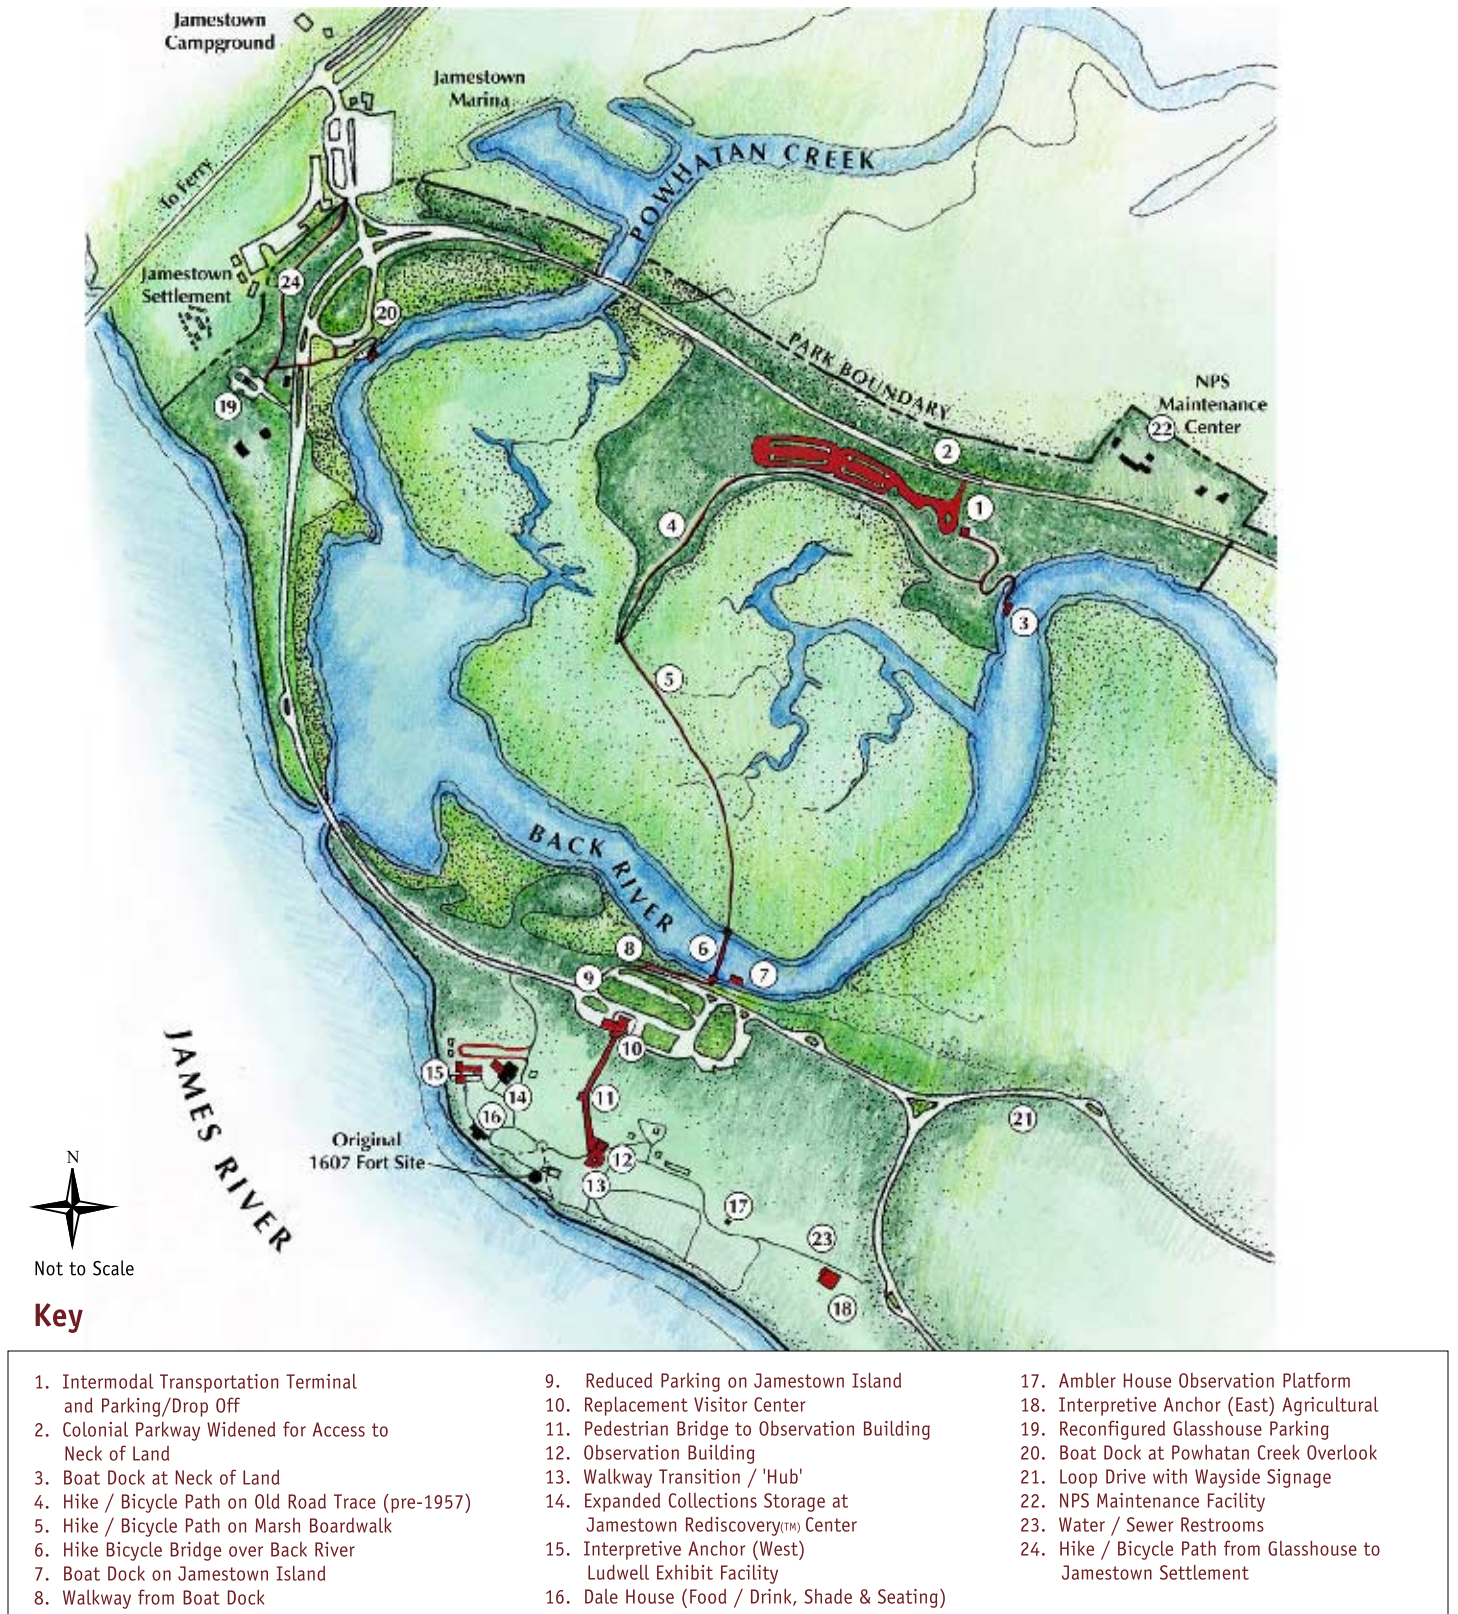 Jamestown
Campground
Jamestown
Marina
POWHATAN CREEK
To Ferry
Jamestown
Settlement
24
20
19
PARK BOUNDARY
NPS
Maintenance
Center
22
2
1
4
3
5
BACK RIVER
8
6
7
9
10
15
14
11
16
Original
1607 Fort Site
12
13
21
17
23
18
JAMES RIVER
N
Not to Scale
Key
1. Intermodal Transportation Terminal
and Parking/Drop Off
2. Colonial Parkway Widened for Access to
Neck of Land
3. Boat Dock at Neck of Land
4. Hike / Bicycle Path on Old Road Trace (pre-1957)
5. Hike / Bicycle Path on Marsh Boardwalk
6. Hike Bicycle Bridge over Back River
7. Boat Dock on Jamestown Island
8. Walkway from Boat Dock
9. Reduced Parking on Jamestown Island
10. Replacement Visitor Center
11. Pedestrian Bridge to Observation Building
12. Observation Building
13. Walkway Transition / 'Hub'
14. Expanded Collections Storage at
Jamestown Rediscovery(TM) Center
15. Interpretive Anchor (West)
Ludwell Exhibit Facility
16. Dale House (Food / Drink, Shade & Seating)
17. Ambler House Observation Platform
18. Interpretive Anchor (East) Agricultural
19. Reconfigured Glasshouse Parking
20. Boat Dock at Powhatan Creek Overlook
21. Loop Drive with Wayside Signage
22. NPS Maintenance Facility
23. Water / Sewer Restrooms
24. Hike / Bicycle Path from Glasshouse to
Jamestown Settlement